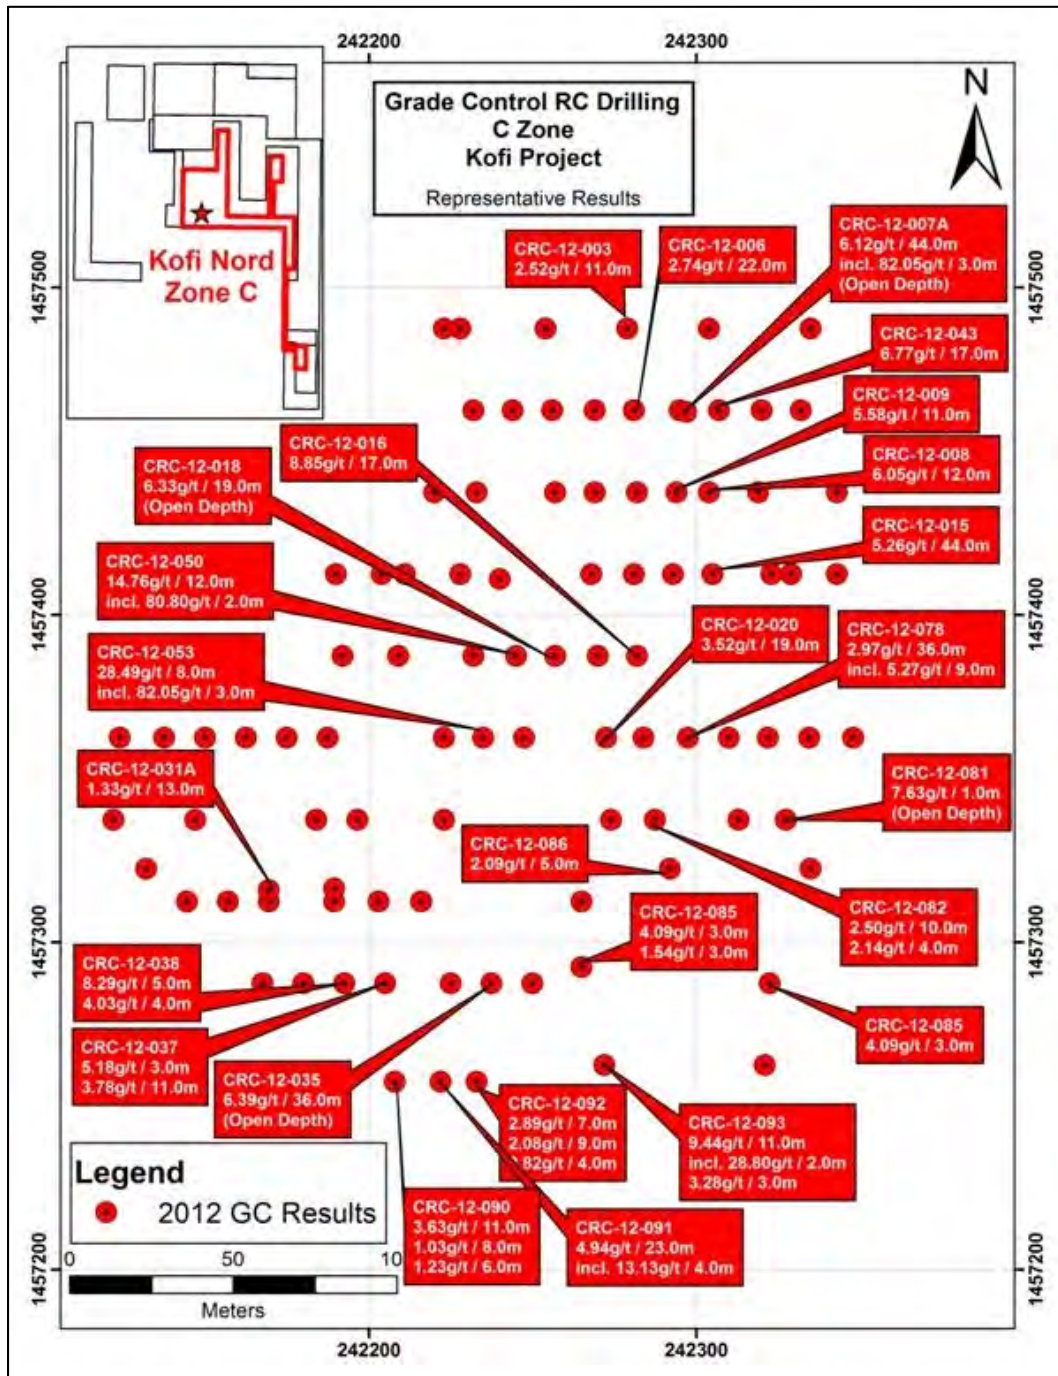 242200
242300
Grade Control RC Drilling
C Zone
Kofi Project
Representative Results
N
Kofi Nord
Zone C
1457500
1457500
CRC-12-003
2.52g/t / 11.0m
CRC-12-006
2.74g/t / 22.0m
CRC-12-007A
6.12g/t / 44.0m
incl. 82.05g/t / 3.0m
(Open Depth)
CRC-12-043
6.77g/t / 17.0m
CRC-12-009
5.58g/t / 11.0m
CRC-12-016
8.85g/t / 17.0m
CRC-12-018
6.33g/t / 19.0m
(Open Depth)
CRC-12-008
6.05g/t / 12.0m
CRC-12-015
5.26g/t / 44.0m
CRC-12-050
14.76g/t / 12.0m
incl. 80.80g/t / 2.0m
1457400
1457400
CRC-12-020
3.52g/t / 19.0m
CRC-12-078
2.97g/t / 36.0m
incl. 5.27g/t / 9.0m
CRC-12-053
28.49g/t / 8.0m
incl. 82.05g/t / 3.0m
CRC-12-031A
1.33g/t / 13.0m
CRC-12-081
7.63g/t / 1.0m
(Open Depth)
CRC-12-086
2.09g/t / 5.0m
CRC-12-082
2.50g/t / 10.0m
2.14g/t / 4.0m
CRC-12-085
4.09g/t / 3.0m
1.54g/t / 3.0m
1457300
1457300
CRC-12-038
8.29g/t / 5.0m
4.03g/t / 4.0m
CRC-12-085
4.09g/t / 3.0m
CRC-12-037
5.18g/t / 3.0m
3.78g/t / 11.0m
CRC-12-035
6.39g/t / 36.0m
(Open Depth)
CRC-12-092
2.89g/t / 7.0m
2.08g/t / 9.0m
.82g/t / 4.0m
CRC-12-093
9.44g/t / 11.0m
incl. 28.80g/t / 2.0m
3.28g/t / 3.0m
CRC-12-090
3.63g/t / 11.0m
1.03g/t / 8.0m
1.23g/t / 6.0m
CRC-12-091
4.94g/t / 23.0m
incl. 13.13g/t / 4.0m
Legend
2012 GC Results
0 50 10
Meters
1457200
1457200
242200
242300